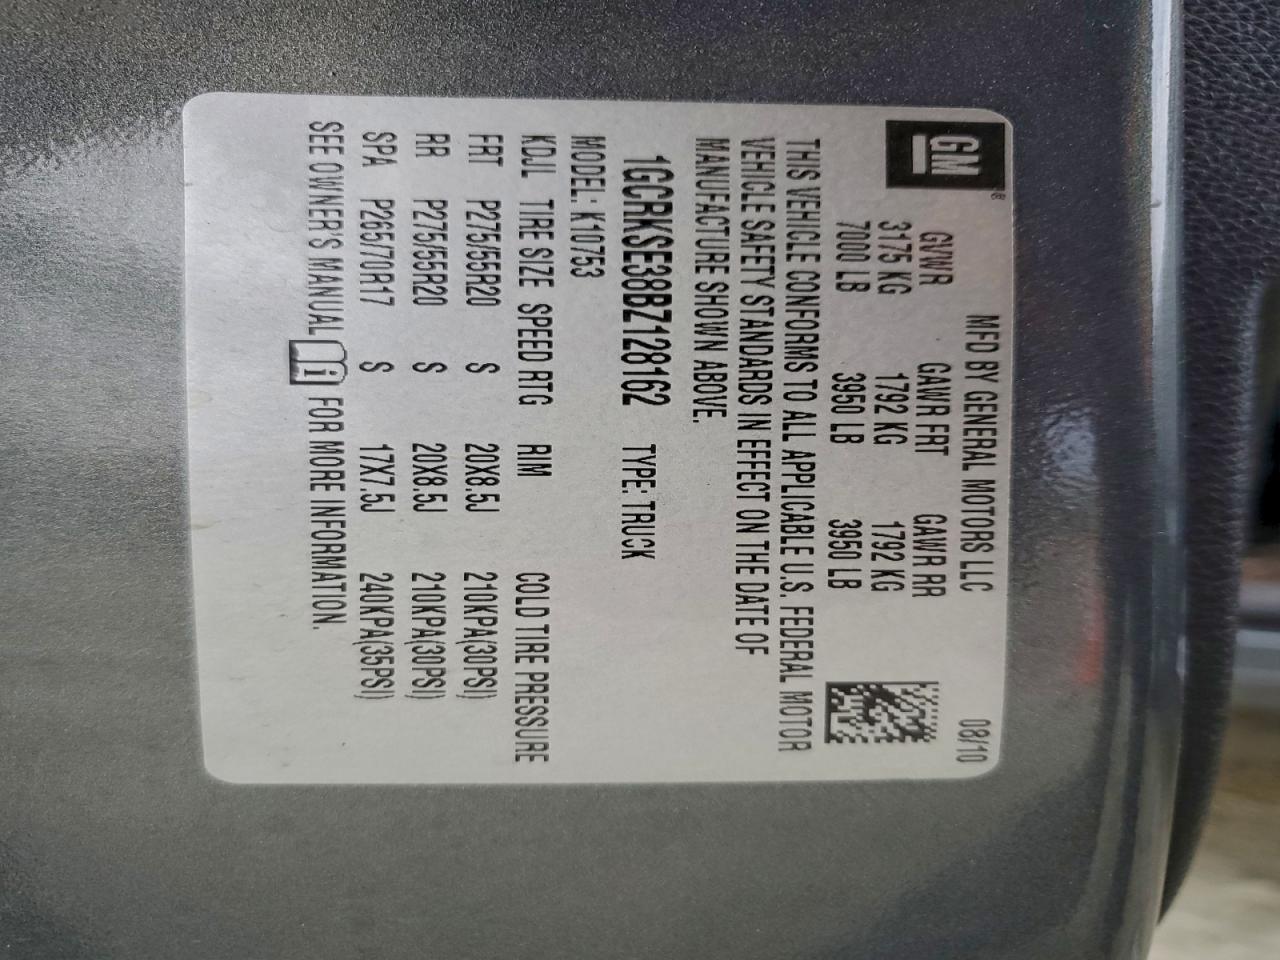 GM®
MFD BY GENERAL MOTORS LLC 08/10
GVWR GAWR FRT GAWR RR
3175 KG 1792 KG 1792 KG
7000 LB 3950 LB 3950 LB
THIS VEHICLE CONFORMS TO ALL APPLICABLE U.S. FEDERAL MOTOR
VEHICLE SAFETY STANDARDS IN EFFECT ON THE DATE OF
MANUFACTURE SHOWN ABOVE.
1GCRKSE38BZ128162 TYPE: TRUCK
MODEL: K10753
KDJL TIRE SIZE SPEED RTG RIM COLD TIRE PRESSURE
FRT P275/55R20 S 20X8.5J 210KPA(30PSI)
RR P275/55R20 S 20X8.5J 210KPA(30PSI)
SPA P265/70R17 S 17X7.5J 240KPA(35PSI)
SEE OWNER'S MANUAL i FOR MORE INFORMATION.